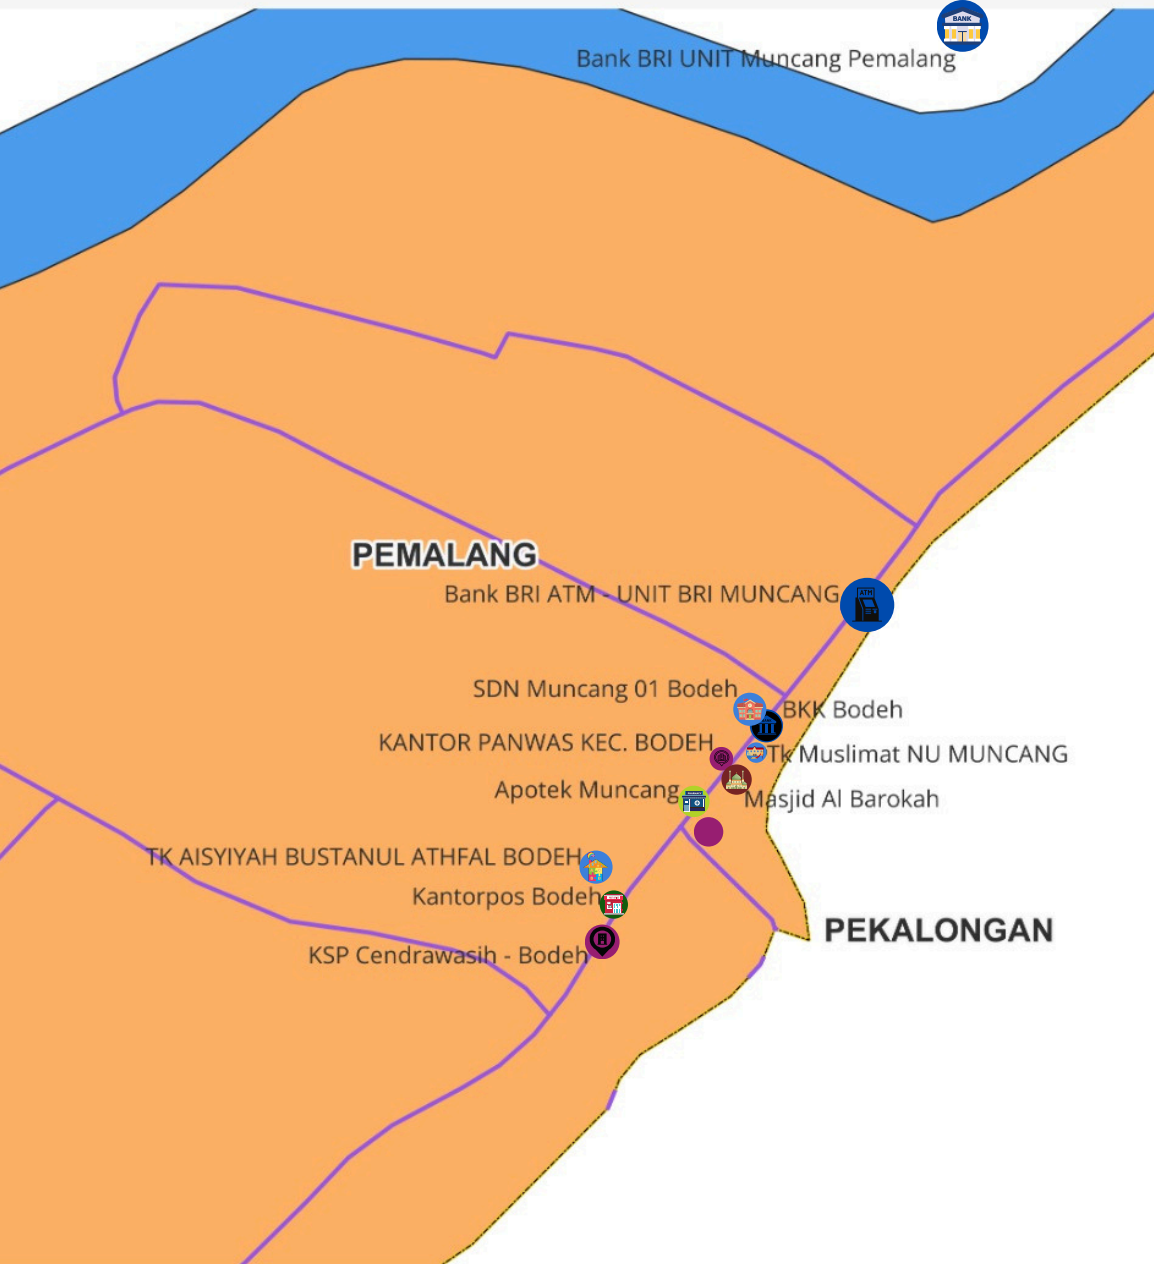 BANK
Bank BRI UNIT Muncang Pemalang
PEMALANG
Bank BRI ATM - UNIT BRI MUNCANG
ATM
SDN Muncang 01 Bodeh
BKK Bodeh
KANTOR PANWAS KEC. BODEH
Tk Muslimat NU MUNCANG
Apotek Muncang
Masjid Al Barokah
TK AISYIYAH BUSTANUL ATHFAL BODEH
Kantorpos Bodeh
PEKALONGAN
KSP Cendrawasih - Bodeh